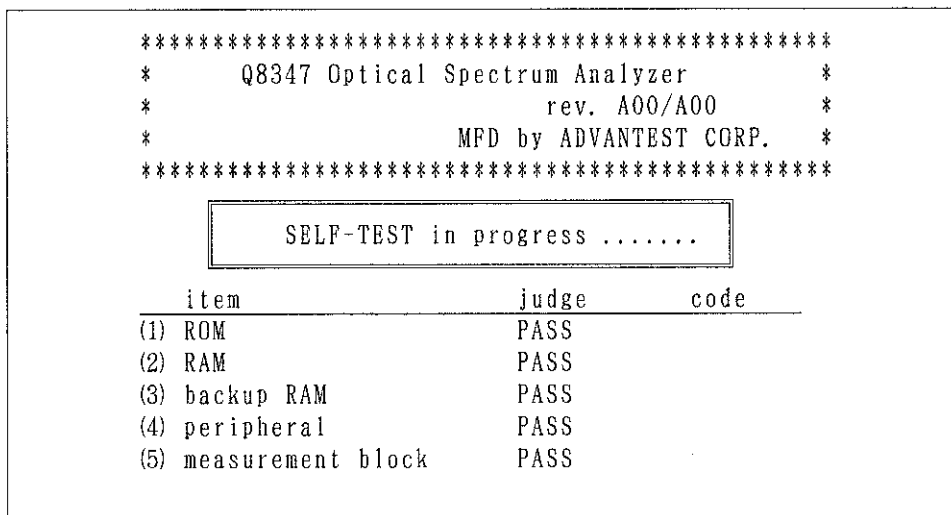 ************************************************
* Q8347 Optical Spectrum Analyzer *
* rev. A00/A00 *
* MFD by ADVANTEST CORP. *
************************************************
SELF-TEST in progress .......
item judge code
(1) ROM PASS
(2) RAM PASS
(3) backup RAM PASS
(4) peripheral PASS
(5) measurement block PASS